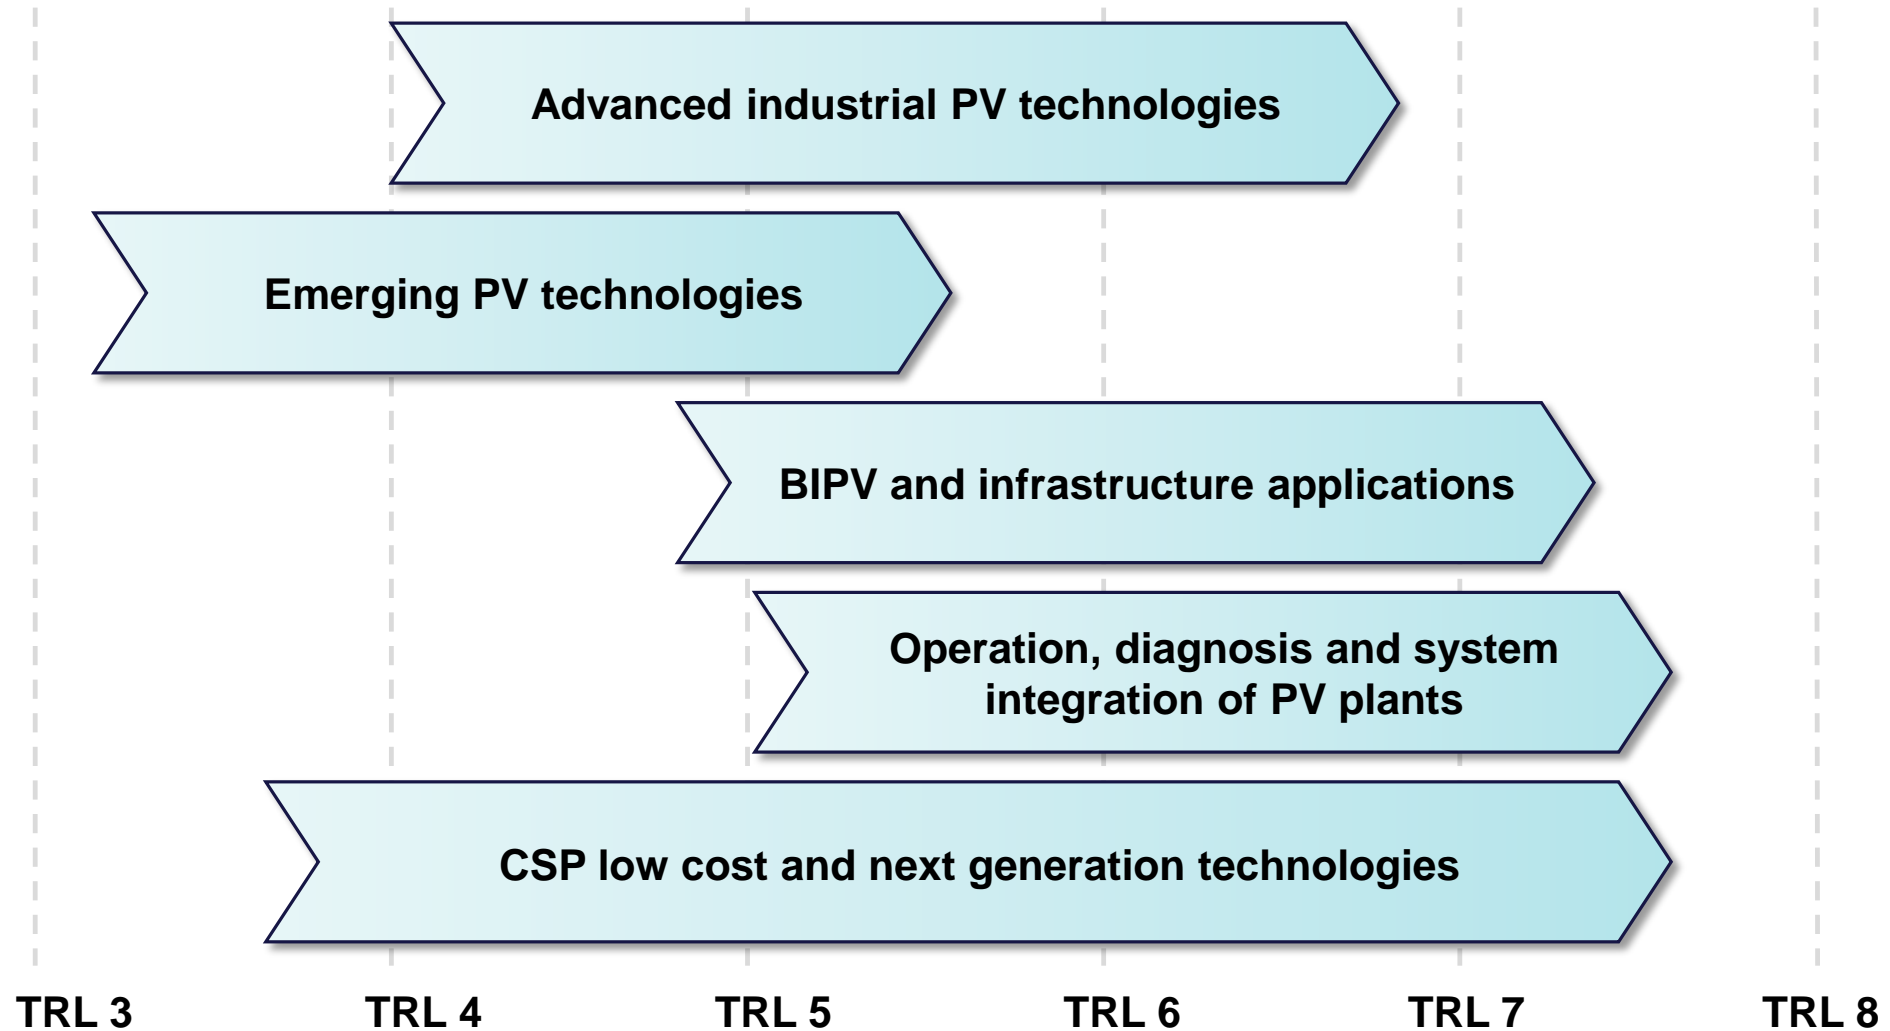 Advanced industrial PV technologies
Emerging PV technologies
BIPV and infrastructure applications
Operation, diagnosis and system
integration of PV plants
CSP low cost and next generation technologies
TRL 3 TRL 4 TRL 5 TRL 6 TRL 7 TRL 8